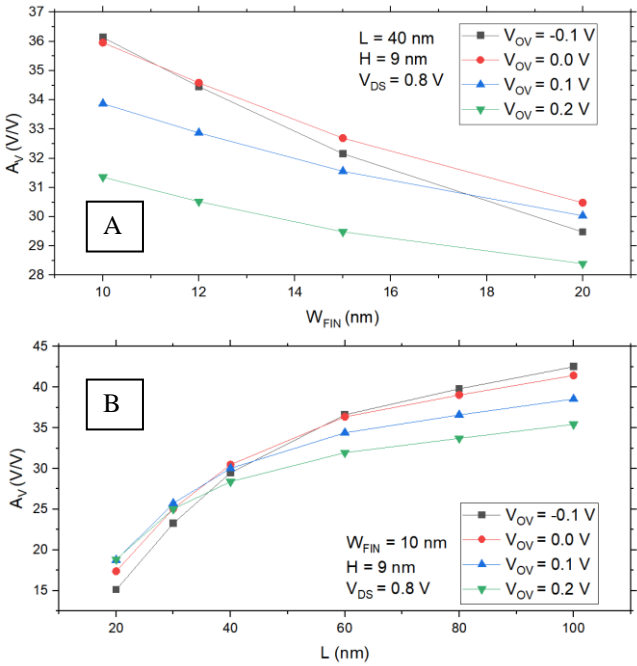 37
36
35
34
33
32
31
30
29
28
A_V (V/V)
L = 40 nm
H = 9 nm
V_DS = 0.8 V
V_OV = -0.1 V
V_OV = 0.0 V
V_OV = 0.1 V
V_OV = 0.2 V
A
10 12 14 16 18 20
W_FIN (nm)
45
40
35
30
25
20
15
A_V (V/V)
B
W_FIN = 10 nm
H = 9 nm
V_DS = 0.8 V
V_OV = -0.1 V
V_OV = 0.0 V
V_OV = 0.1 V
V_OV = 0.2 V
20 40 60 80 100
L (nm)